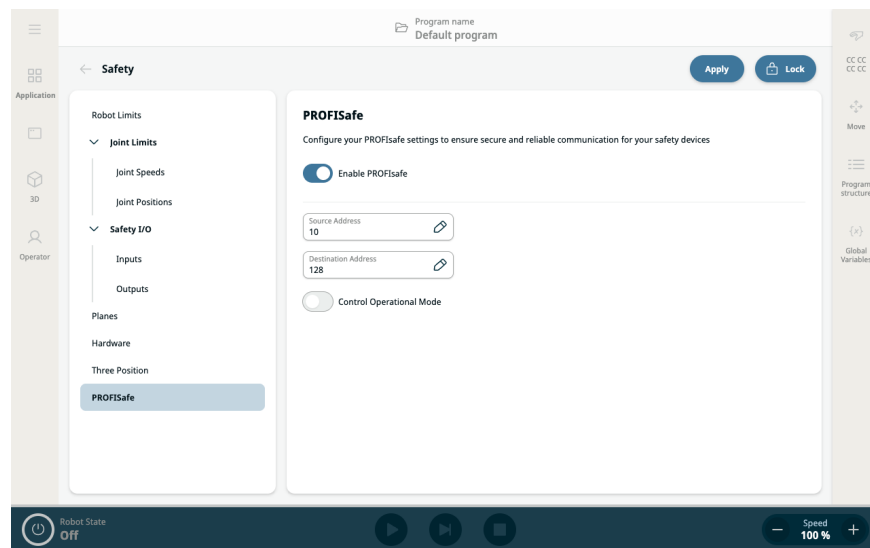 Program name
Default program
Safety
Apply
Lock
CC CC
CC CC
Application
Robot Limits
Joint Limits
Joint Speeds
Joint Positions
Safety I/O
Inputs
Outputs
Planes
Hardware
Three Position
PROFISafe
PROFISafe
Configure your PROFIsafe settings to ensure secure and reliable communication for your safety devices
Enable PROFIsafe
Source Address
10
Destination Address
128
Control Operational Mode
3D
Operator
Move
Program
structure
{x}
Global
Variables
Robot State
Off
Speed
100 %